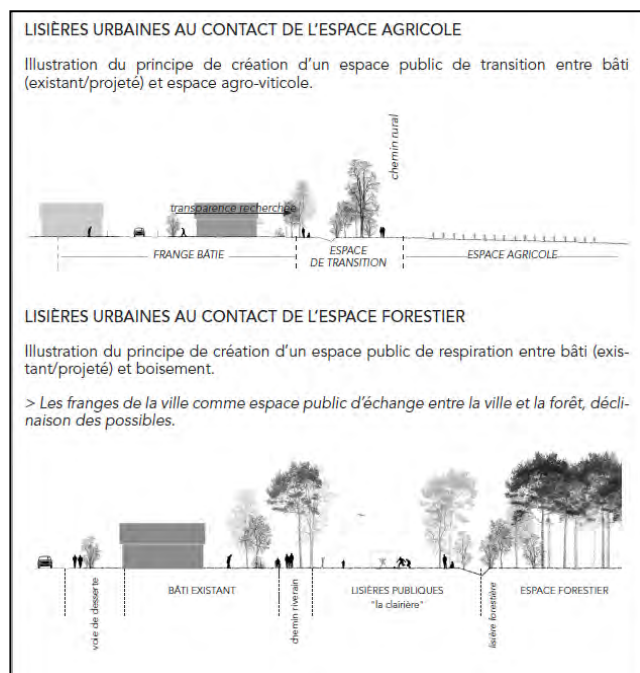 LISIÈRES URBAINES AU CONTACT DE L'ESPACE AGRICOLE
Illustration du principe de création d'un espace public de transition entre bâti
(existant/projeté) et espace agro-viticole.
chemin rural
transparence recherchée
FRANGE BÂTIE
ESPACE
DE TRANSITION
ESPACE AGRICOLE
LISIÈRES URBAINES AU CONTACT DE L'ESPACE FORESTIER
Illustration du principe de création d'un espace public de respiration entre bâti (exis-
tant/projeté) et boisement.
> Les franges de la ville comme espace public d'échange entre la ville et la forêt, décli-
naison des possibles.
voie de desserte
BÂTI EXISTANT
chemin riverain
LISIÈRES PUBLIQUES
"la clairière"
lisière forestière
ESPACE FORESTIER